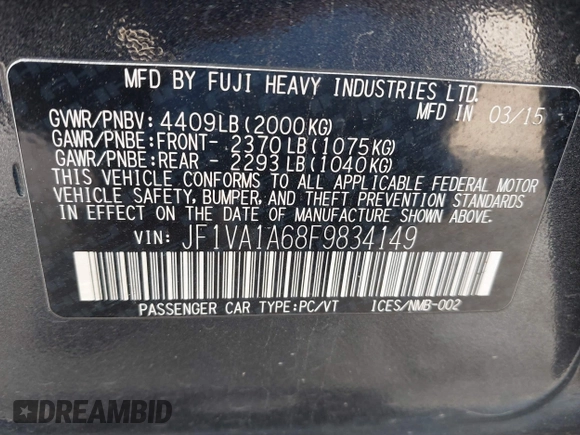 MFD BY FUJI HEAVY INDUSTRIES LTD.
MFD IN 03/15
GVWR/PNBV: 4409LB(2000KG)
GAWR/PNBE:FRONT- 2370LB(1075KG)
GAWR/PNBE:REAR - 2293LB(1040KG)
THIS VEHICLE CONFORMS TO ALL APPLICABLE FEDERAL MOTOR
VEHICLE SAFETY, BUMPER, AND THEFT PREVENTION STANDARDS
IN EFFECT ON THE DATE OF MANUFACTURE SHOWN ABOVE.
VIN: JF1VA1A68F9834149
PASSENGER CAR TYPE:PC/VT ICES/NMB-002
DREAMBID